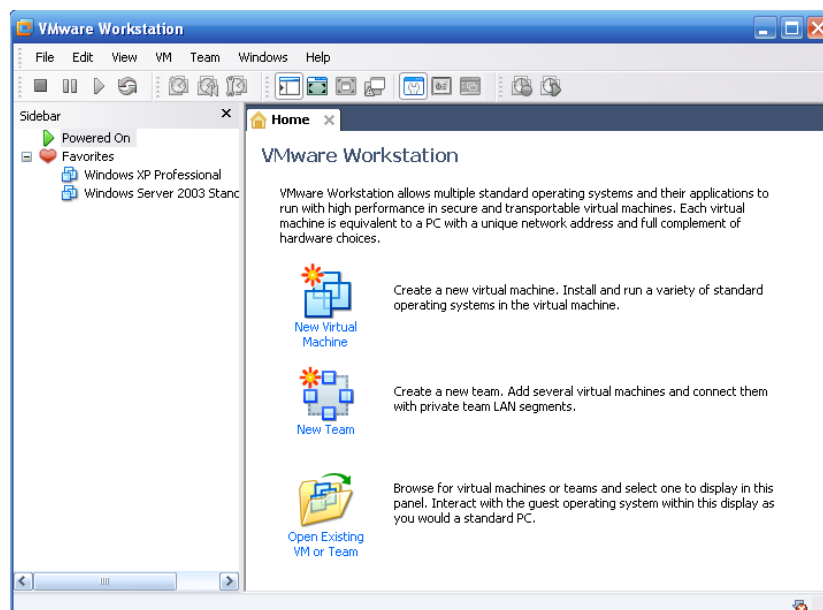 VMware Workstation
File Edit View VM Team Windows Help
Sidebar
Powered On
Favorites
Windows XP Professional
Windows Server 2003 Stanc
Home
VMware Workstation
VMware Workstation allows multiple standard operating systems and their applications to
run with high performance in secure and transportable virtual machines. Each virtual
machine is equivalent to a PC with a unique network address and full complement of
hardware choices.
New Virtual
Machine
Create a new virtual machine. Install and run a variety of standard
operating systems in the virtual machine.
New Team
Create a new team. Add several virtual machines and connect them
with private team LAN segments.
Open Existing
VM or Team
Browse for virtual machines or teams and select one to display in this
panel. Interact with the guest operating system within this display as
you would a standard PC.